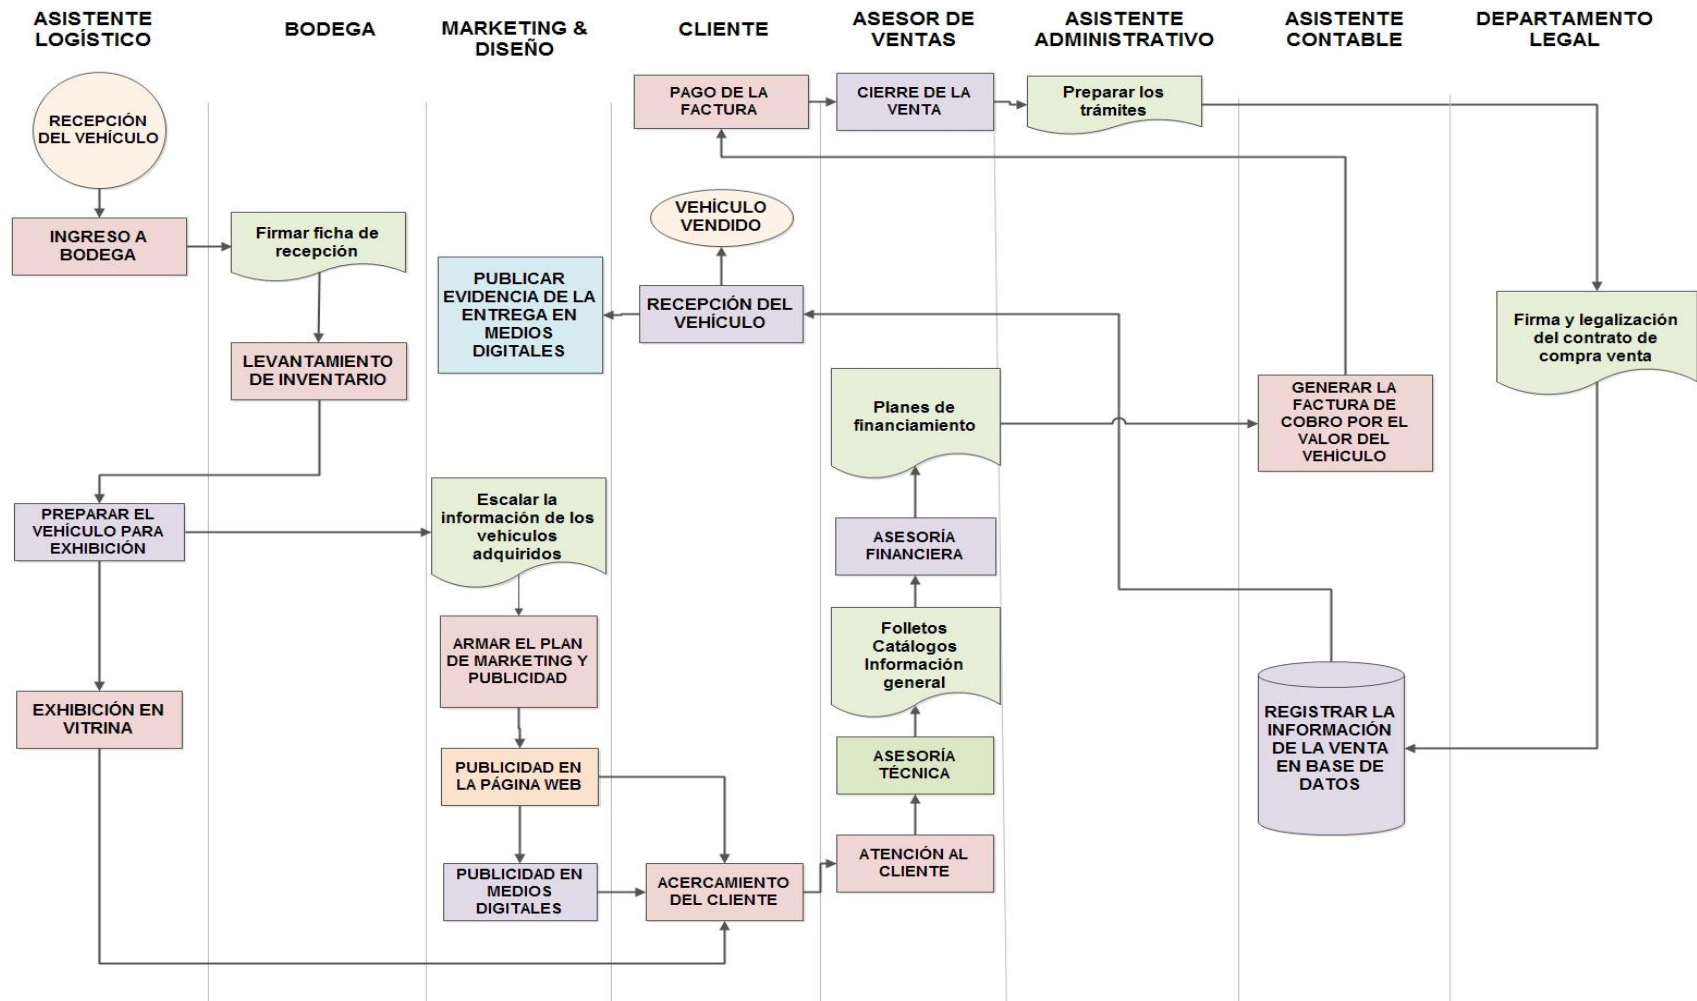 ASISTENTE
LOGÍSTICO
BODEGA
MARKETING &
DISEÑO
CLIENTE
ASESOR DE
VENTAS
ASISTENTE
ADMINISTRATIVO
ASISTENTE
CONTABLE
DEPARTAMENTO
LEGAL
RECEPCIÓN
DEL VEHÍCULO
INGRESO A
BODEGA
Firmar ficha de
recepción
LEVANTAMIENTO
DE INVENTARIO
PREPARAR EL
VEHÍCULO PARA
EXHIBICIÓN
EXHIBICIÓN EN
VITRINA
Escalar la
información de los
vehículos
adquiridos
ARMAR EL PLAN
DE MARKETING Y
PUBLICIDAD
PUBLICIDAD EN
LA PÁGINA WEB
PUBLICIDAD EN
MEDIOS
DIGITALES
ACERCAMIENTO
DEL CLIENTE
ATENCIÓN AL
CLIENTE
ASESORÍA
TÉCNICA
Folletos
Catálogos
Información
general
ASESORÍA
FINANCIERA
Planes de
financiamiento
GENERAR LA
FACTURA DE
COBRO POR EL
VALOR DEL
VEHÍCULO
PAGO DE LA
FACTURA
CIERRE DE LA
VENTA
Preparar los
trámites
Firma y legalización
del contrato de
compra venta
REGISTRAR LA
INFORMACIÓN
DE LA VENTA
EN BASE DE
DATOS
RECEPCIÓN DEL
VEHÍCULO
VEHÍCULO
VENDIDO
PUBLICAR
EVIDENCIA DE LA
ENTREGA EN
MEDIOS
DIGITALES